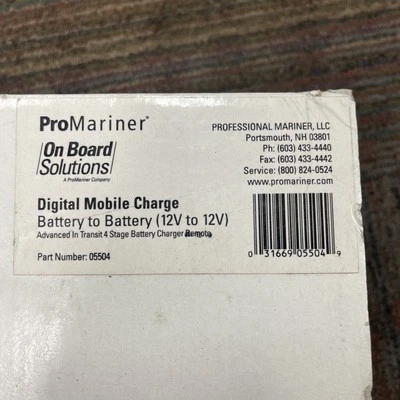 ProMariner®
On Board
Solutions
A ProMariner Company
Digital Mobile Charge
Battery to Battery (12V to 12V)
Advanced In Transit 4 Stage Battery Charger Remote
Part Number: 05504
PROFESSIONAL MARINER, LLC
Portsmouth, NH 03801
Ph: (603) 433-4440
Fax: (603) 433-4442
Service: (800) 824-0524
www.promariner.com
0 31669 05504 9